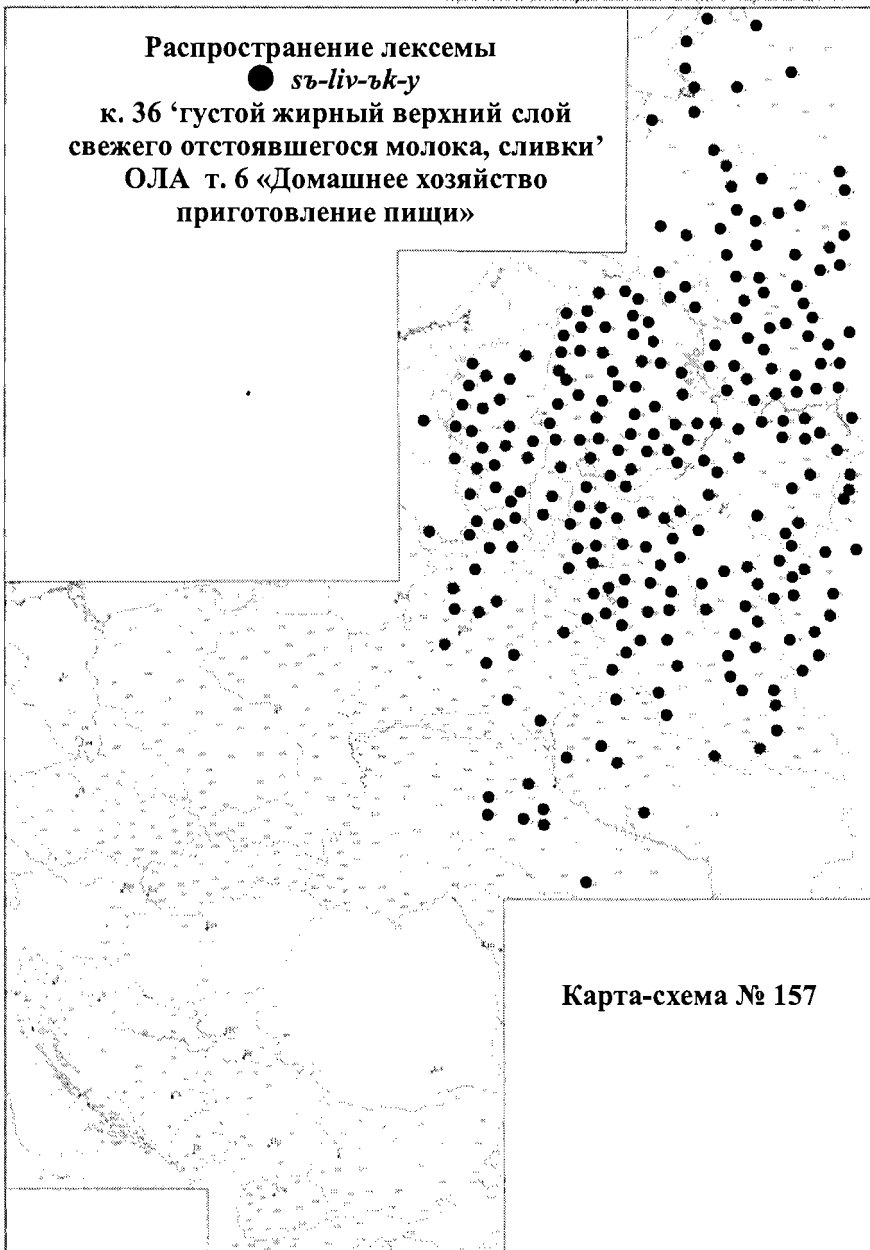 Распространение лексемы
● sъ-liv-ъk-y
к. 36 ‘густой жирный верхний слой
свежего отстоявшегося молока, сливки’
ОЛА т. 6 «Домашнее хозяйство
приготовление пищи»
Карта-схема № 157